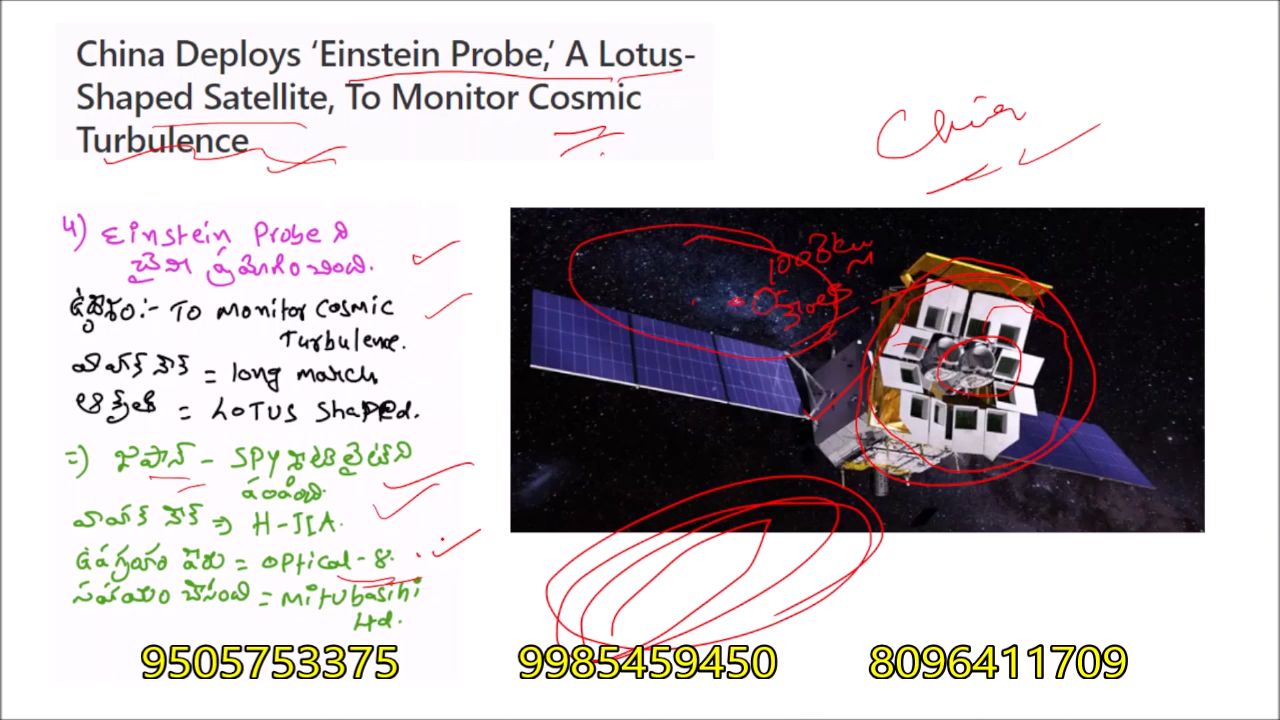 China Deploys ‘Einstein Probe,’ A Lotus-
Shaped Satellite, To Monitor Cosmic
Turbulence
China
4) Einstein Probe ని
చైనా ప్రయోగించింది.
ఉద్దేశం:- To monitor Cosmic
Turbulence.
వాహక నౌక = long march
ఆకృతి = LOTUS Shaped.
=) జపాన్ - SPY శాటిలైట్ ని
పంపింది.
వాహక నౌక => H-IIA.
ఉపగ్రహం పేరు = optical-8.
సహాయం చేసింది = mitubasihi
Ltd.
9505753375 9985459450 8096411709